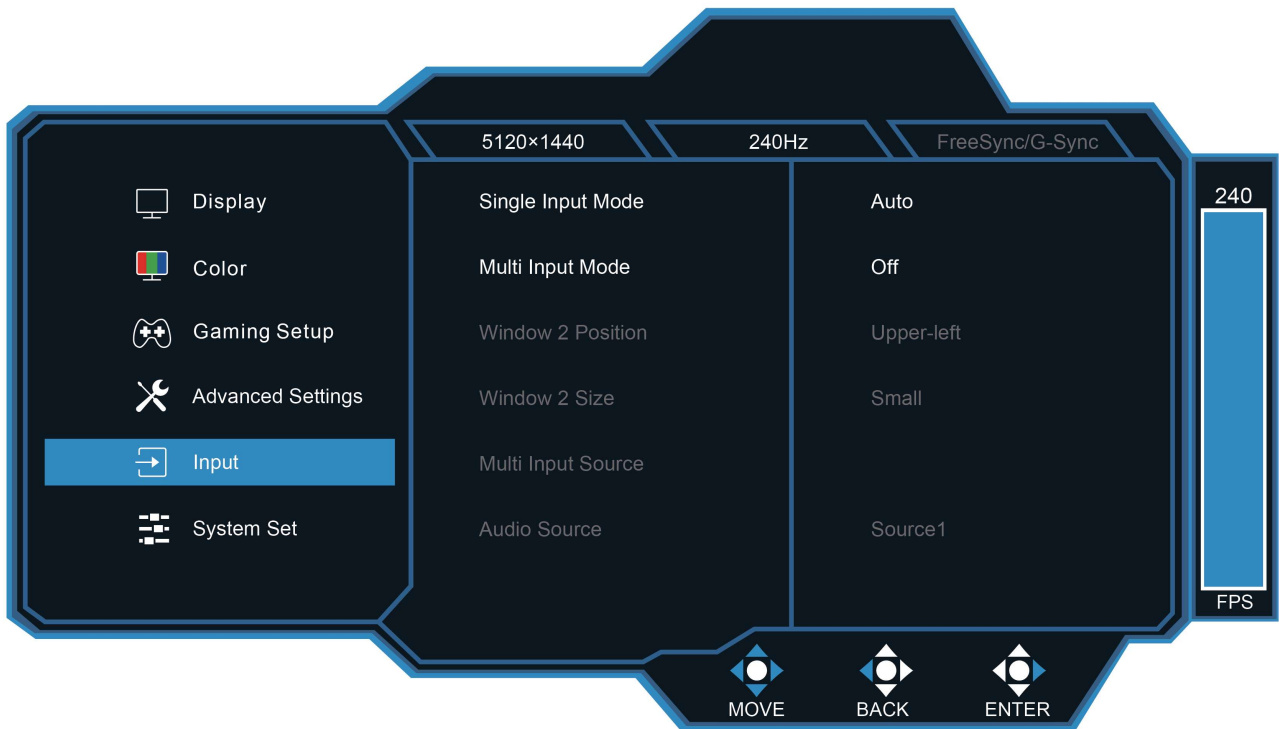 5120×1440 240Hz FreeSync/G-Sync
Display
Color
Gaming Setup
Advanced Settings
Input
System Set
Single Input Mode Auto
Multi Input Mode Off
Window 2 Position Upper-left
Window 2 Size Small
Multi Input Source
Audio Source Source1
240
FPS
MOVE BACK ENTER